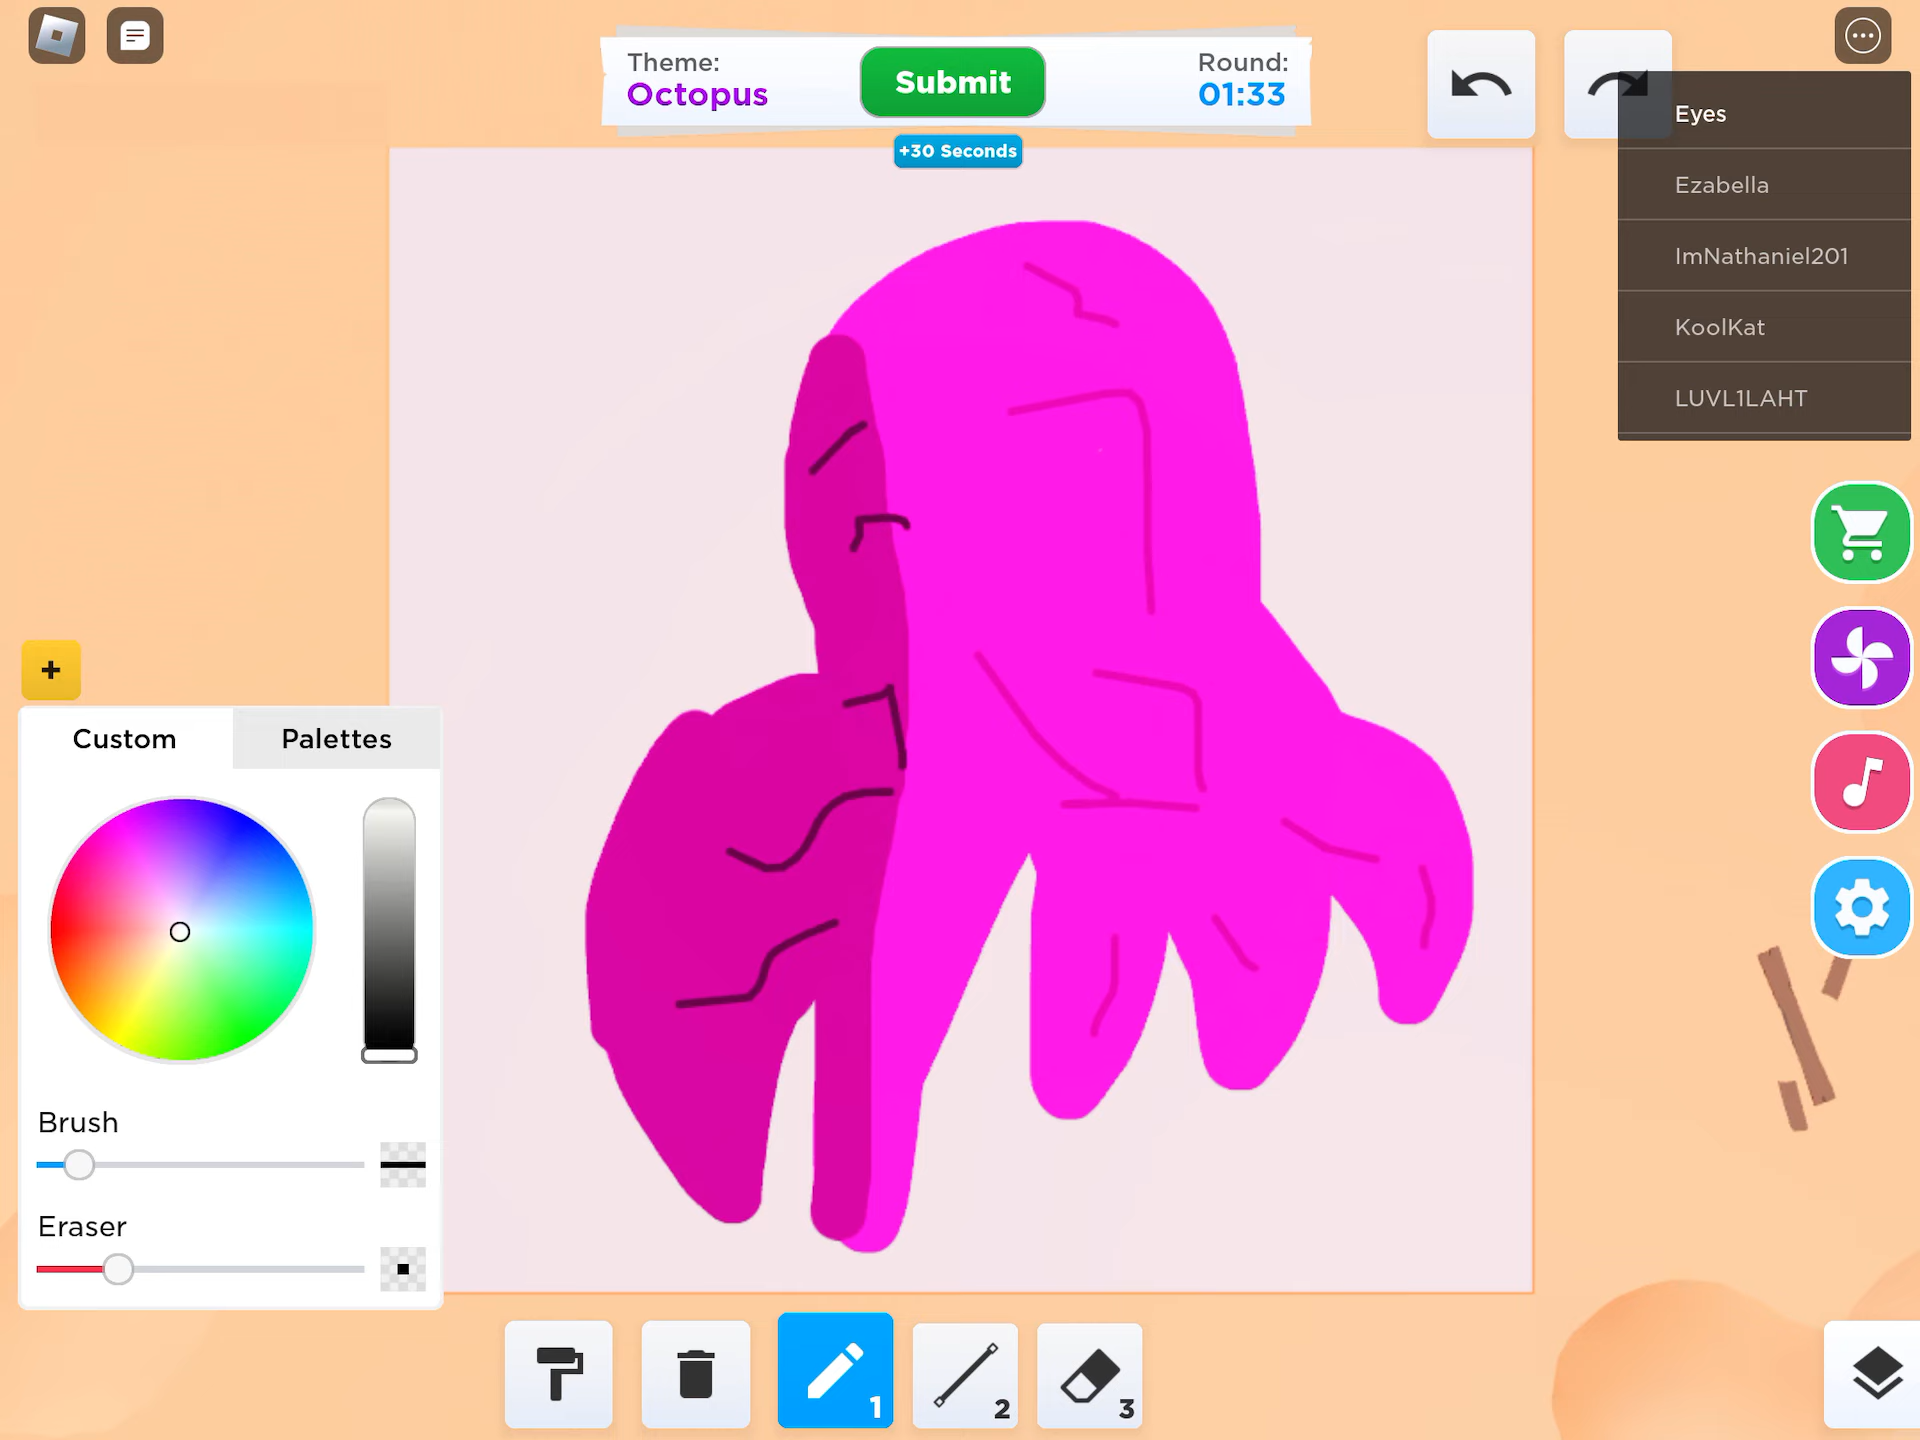 Theme:
Octopus
Submit
Round:
01:33
+30 Seconds
Eyes
Ezabella
ImNathaniel201
KoolKat
LUVL1LAHT
+
Custom
Palettes
Brush
Eraser
1
2
3